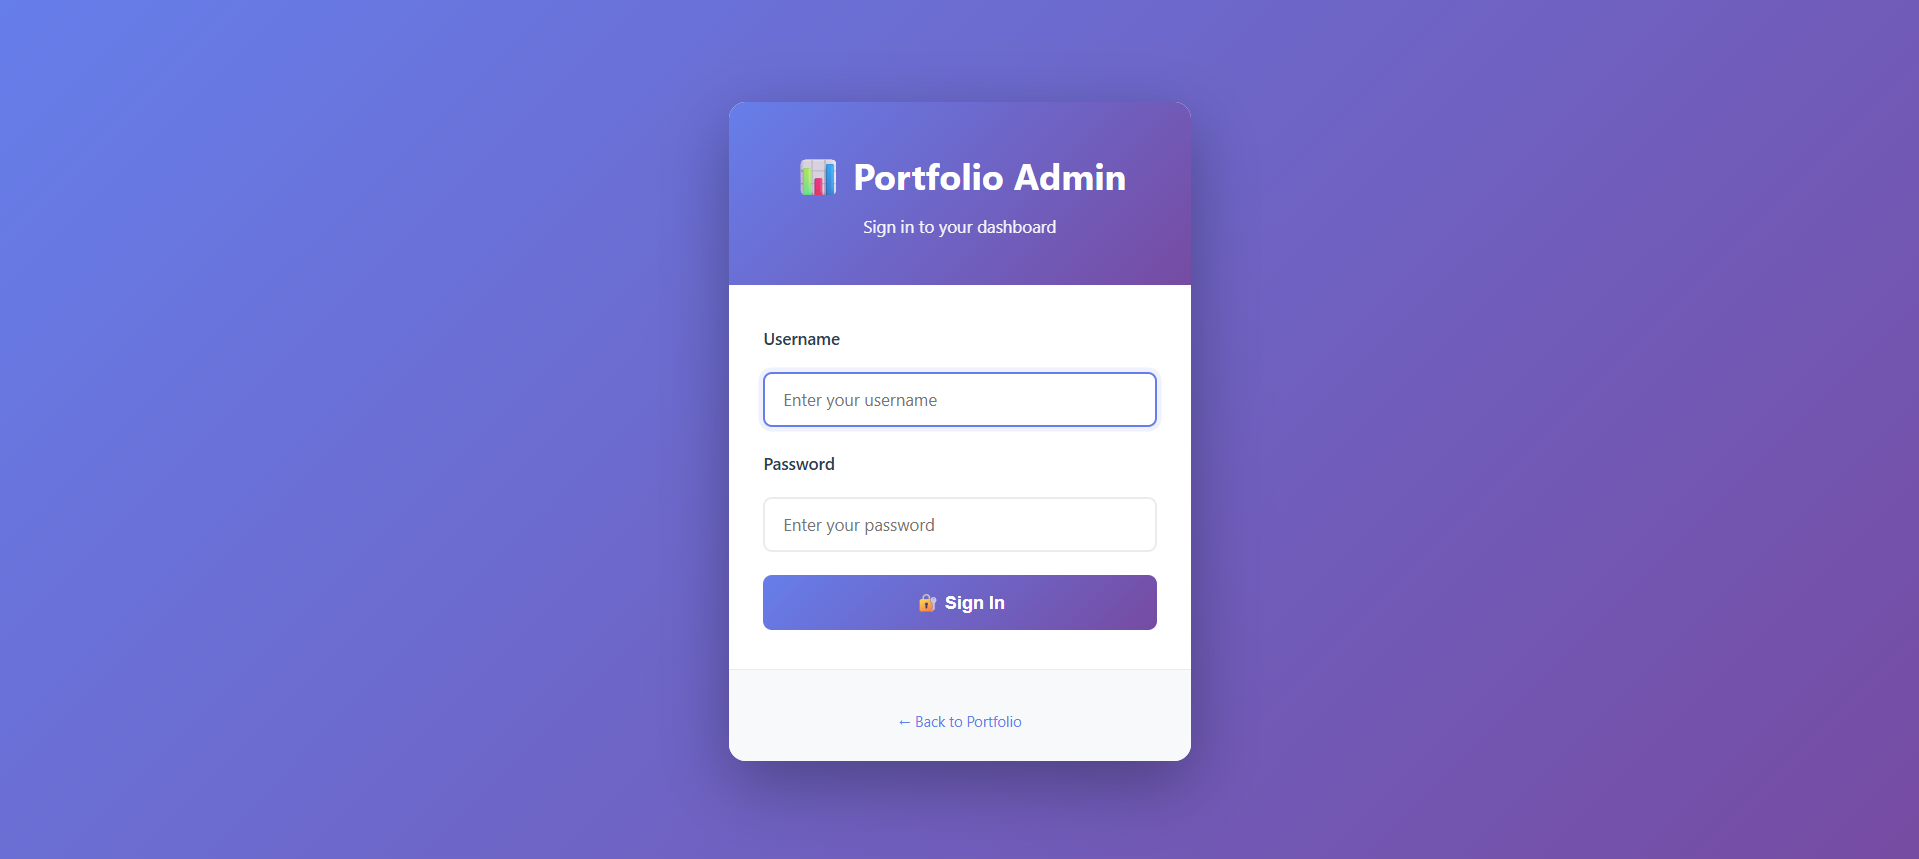 📊 Portfolio Admin
Sign in to your dashboard
Username
Enter your username
Password
Enter your password
🔐 Sign In
← Back to Portfolio